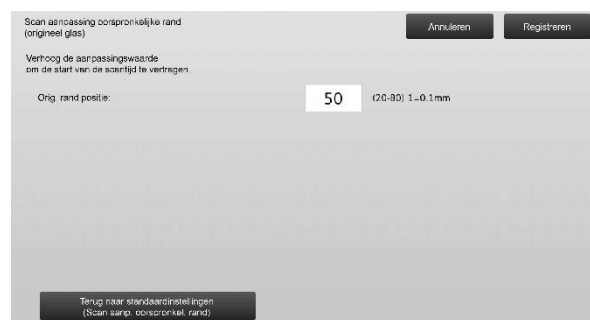 Scan aanpassing oorspronkelijke rand
(origineel glas)
Annuleren
Registreren
Verhoog de aanpassingswaarde
om de start van de scantijd te vertragen
Orig. rand positie:
50
(20-80) 1=0.1mm
Terug naar standaardinstellingen
(Scan aanp. oorspronkel. rand)